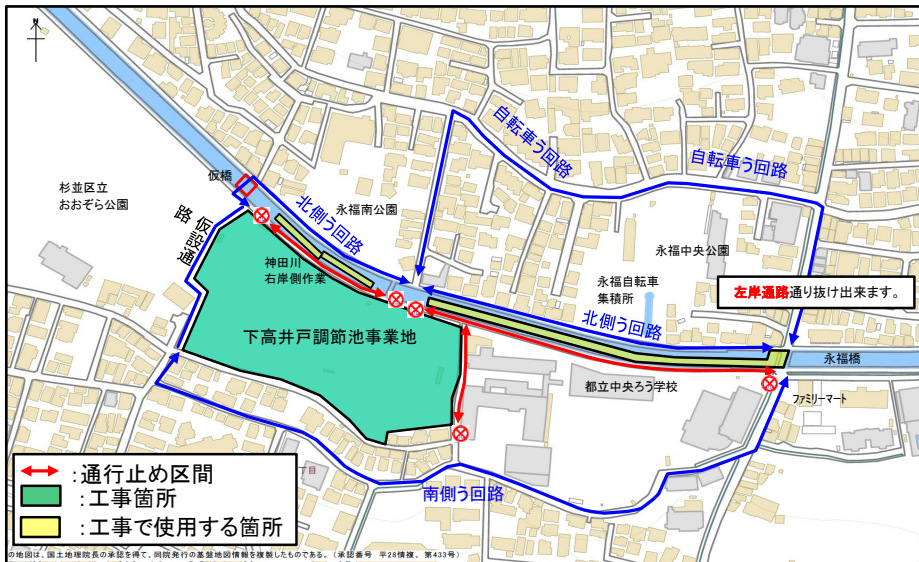 N
自転車う回路
自転車う回路
仮橋
杉並区立
おおぞら公園
仮設通路
北側う回路
永福南公園
永福中央公園
神田川
右岸側作業
永福自転車
集積所
左岸通路通り抜け出来ます。
北側う回路
下高井戸調節池事業地
永福橋
都立中央ろう学校
ファミリーマート
丁目
南側う回路
:通行止め区間
:工事箇所
:工事で使用する箇所
の地図は、国土地理院長の承認を得て、同院発行の基盤地図情報を複製したものである。(承認番号 平28情複、第433号)